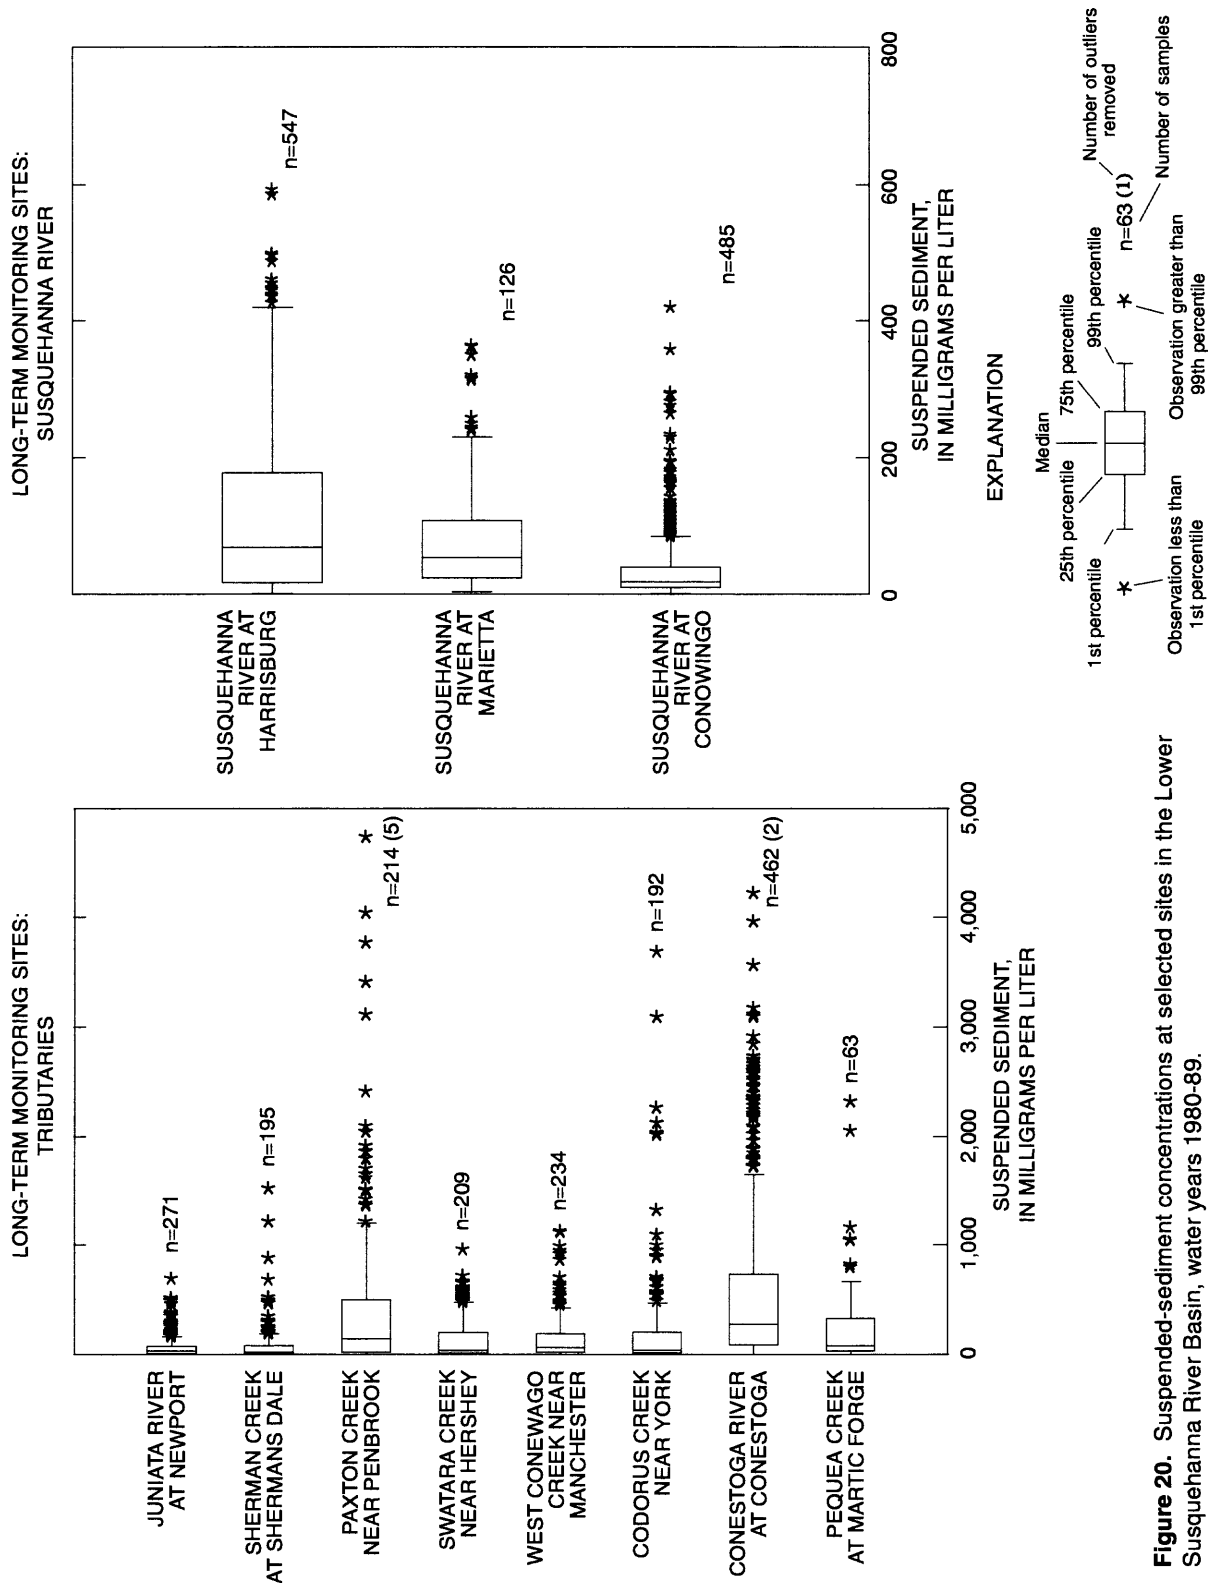 LONG-TERM MONITORING SITES:
TRIBUTARIES
JUNIATA RIVER
AT NEWPORT
n=271
SHERMAN CREEK
AT SHERMANS DALE
n=195
PAXTON CREEK
NEAR PENBROOK
n=214 (5)
SWATARA CREEK
NEAR HERSHEY
n=209
WEST CONEWAGO
CREEK NEAR
MANCHESTER
n=234
CODORUS CREEK
NEAR YORK
n=192
CONESTOGA RIVER
AT CONESTOGA
n=462 (2)
PEQUEA CREEK
AT MARTIC FORGE
n=63
0
1,000
2,000
3,000
4,000
5,000
SUSPENDED SEDIMENT,
IN MILLIGRAMS PER LITER
LONG-TERM MONITORING SITES:
SUSQUEHANNA RIVER
SUSQUEHANNA
RIVER AT
HARRISBURG
n=547
SUSQUEHANNA
RIVER AT
MARIETTA
n=126
SUSQUEHANNA
RIVER AT
CONOWINGO
n=485
0
200
400
600
800
SUSPENDED SEDIMENT,
IN MILLIGRAMS PER LITER
EXPLANATION
Median
25th percentile
75th percentile
1st percentile
99th percentile
Number of outliers
removed
n=63 (1)
Observation less than
1st percentile
Observation greater than
99th percentile
Number of samples
Figure 20. Suspended-sediment concentrations at selected sites in the Lower
Susquehanna River Basin, water years 1980-89.